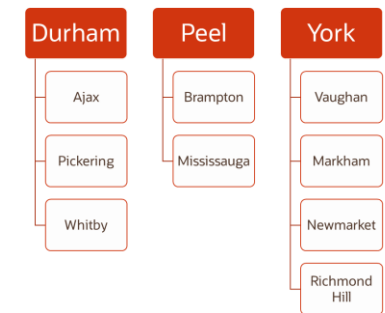 Durham
Ajax
Pickering
Whitby
Peel
Brampton
Mississauga
York
Vaughan
Markham
Newmarket
Richmond
Hill